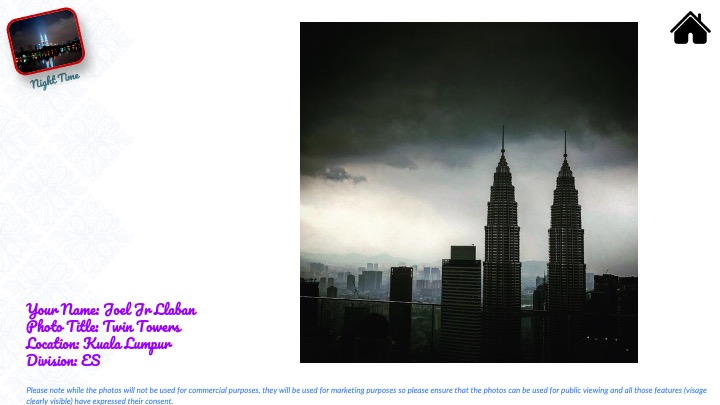 Night Time
Your Name: Joel Jr Llaban
Photo Title: Twin Towers
Location: Kuala Lumpur
Division: ES
Please note while the photos will not be used for commercial purposes, they will be used for marketing purposes so please ensure that the photos can be used for public viewing and all those features (visage
clearly visible) have expressed their consent.